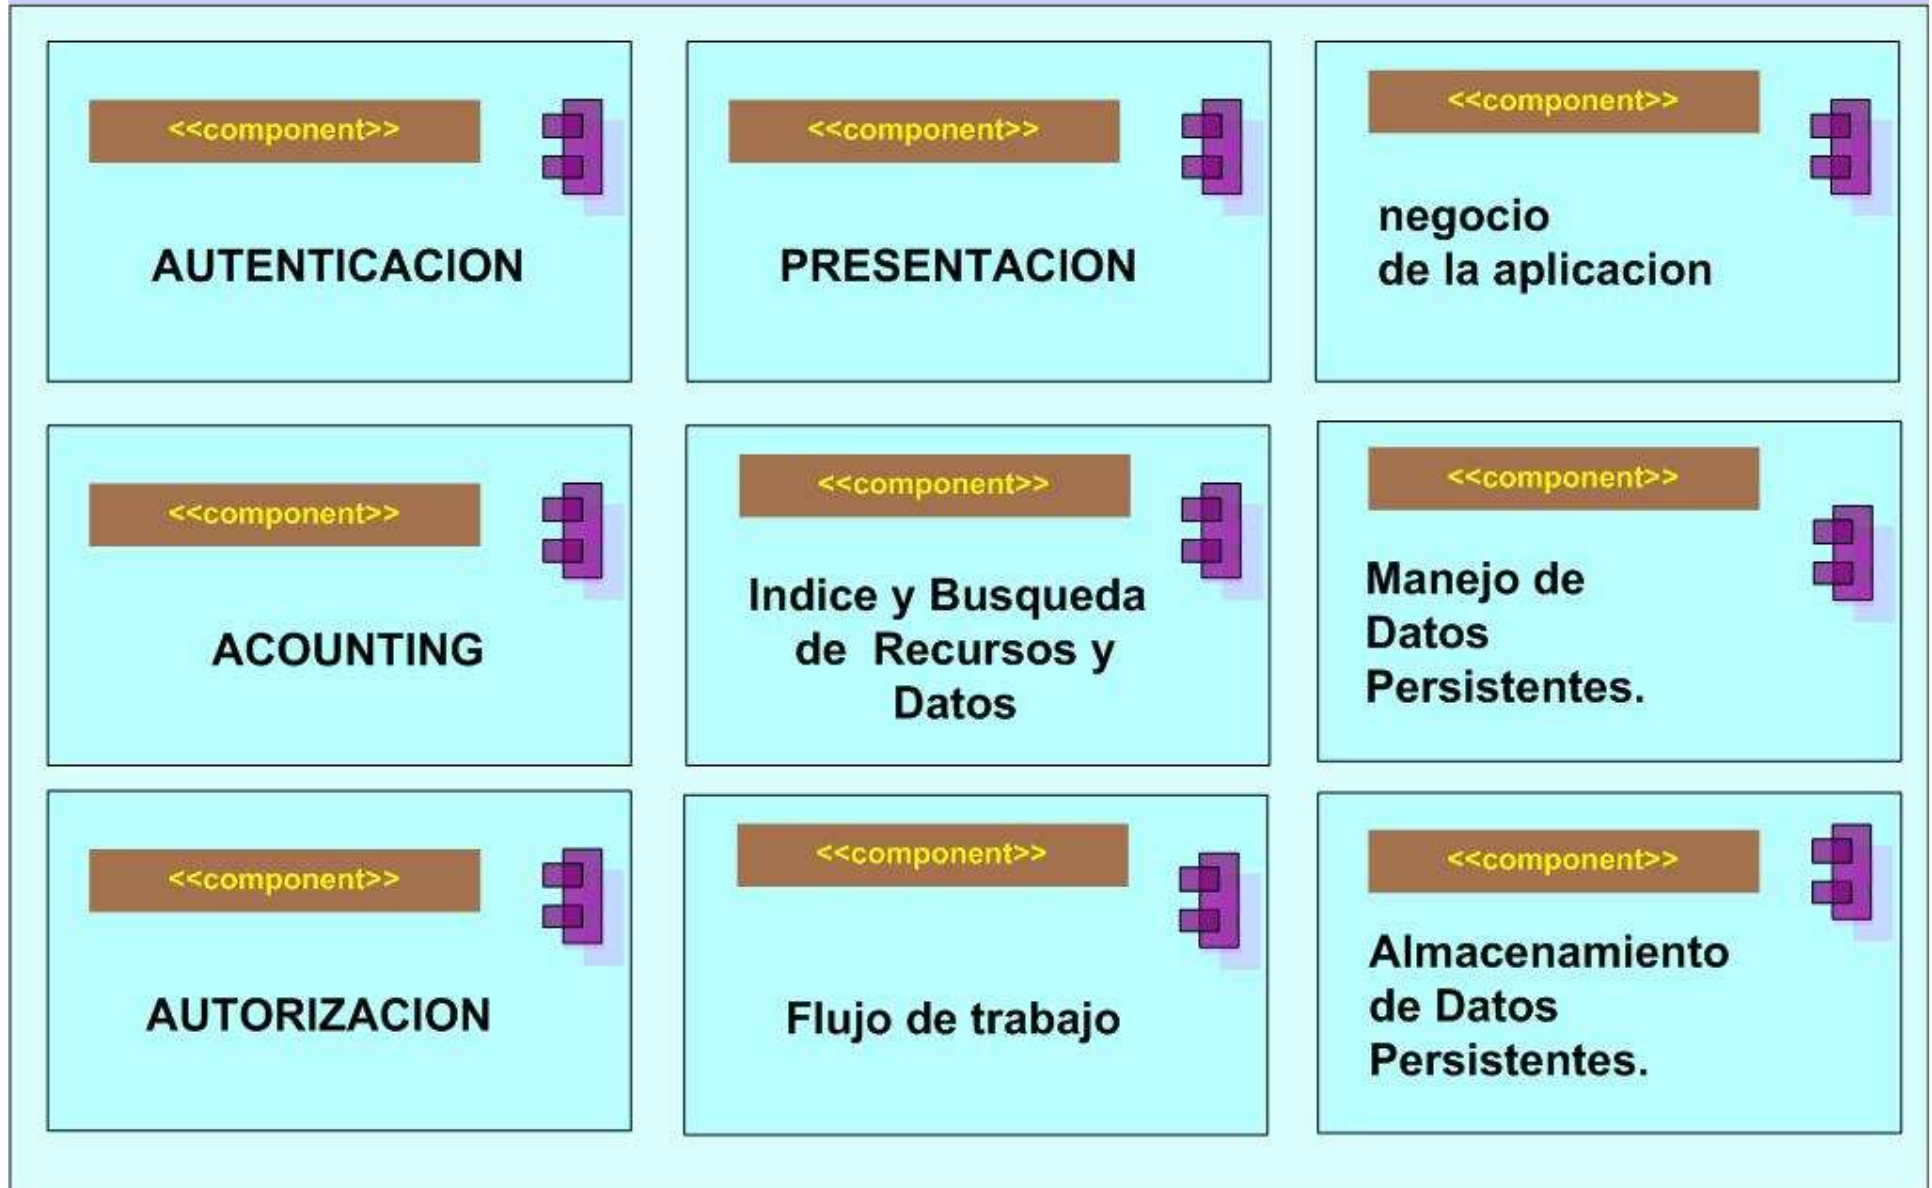 <<component>>
AUTENTICACION
<<component>>
PRESENTACION
<<component>>
negocio
de la aplicacion
<<component>>
ACOUNTING
<<component>>
Indice y Busqueda
de  Recursos y
Datos
<<component>>
Manejo de
Datos
Persistentes.
<<component>>
AUTORIZACION
<<component>>
Flujo de trabajo
<<component>>
Almacenamiento
de Datos
Persistentes.